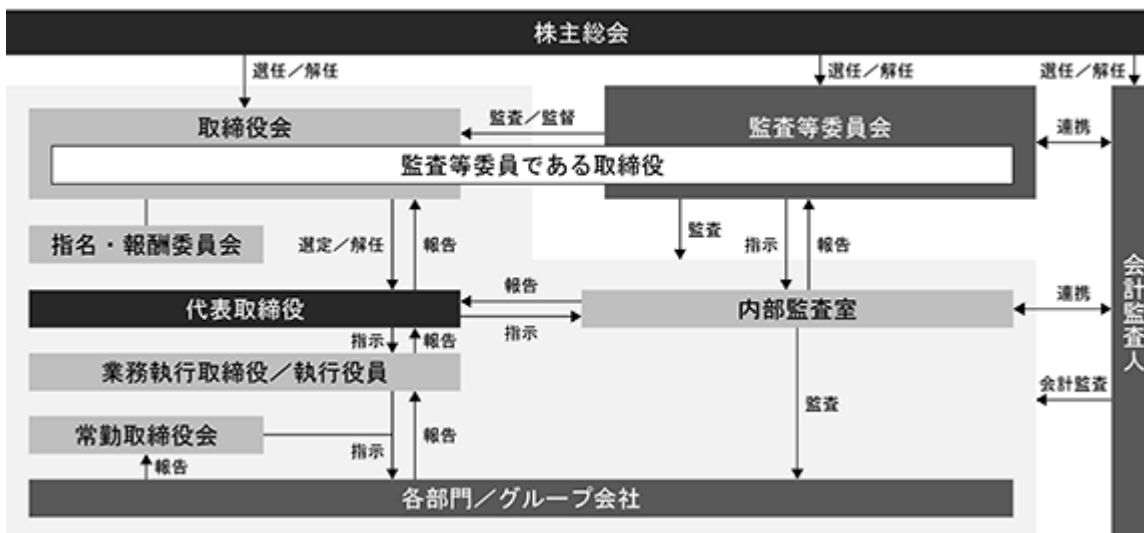 株主総会
選任／解任
選任／解任
選任／解任
取締役会
監査／監督
監査等委員会
連携
監査等委員である取締役
指名・報酬委員会
選定／解任
報告
監査
指示
報告
会計監査人
代表取締役
報告
指示
内部監査室
連携
指示
報告
業務執行取締役／執行役員
会計監査
常勤取締役会
指示
報告
監査
報告
各部門／グループ会社